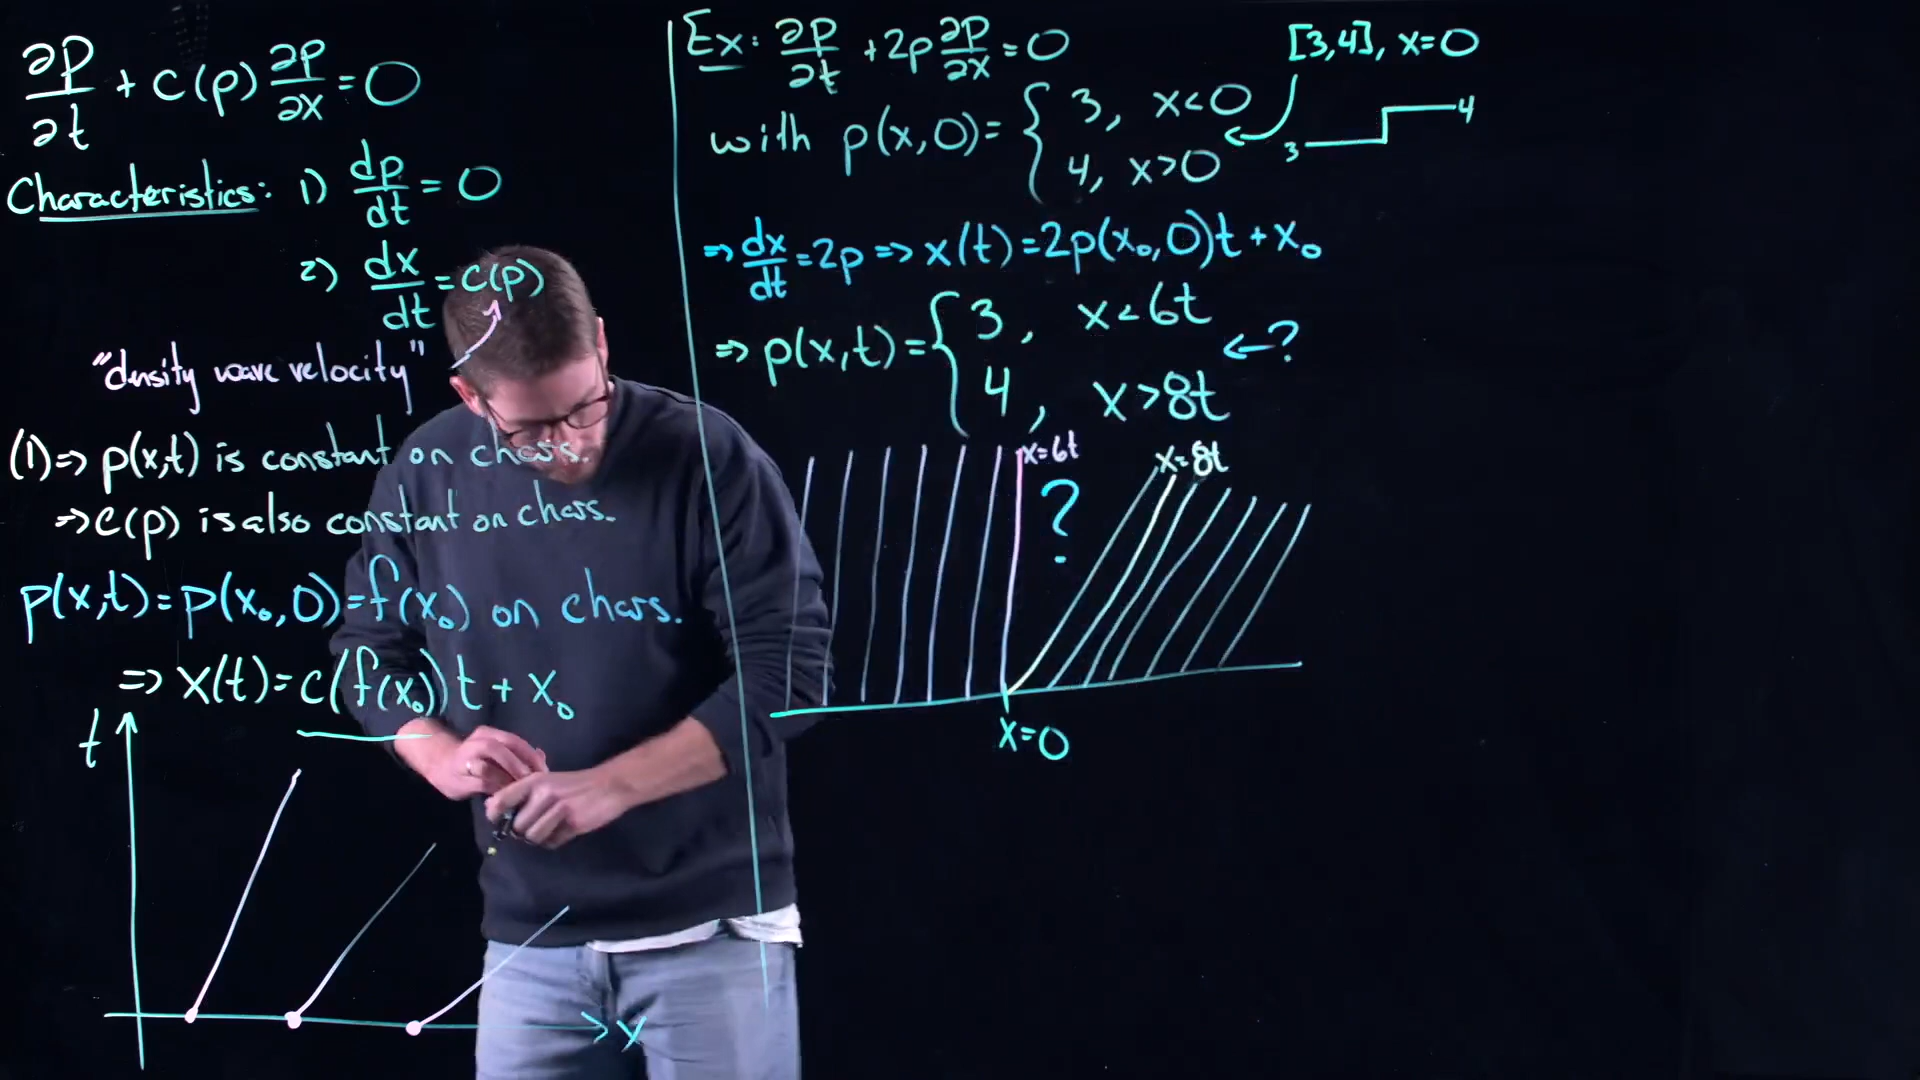 ∂p/∂t + c(p) ∂p/∂x = 0
Characteristics: 1) dp/dt = 0
2) dx/dt = c(p)
"density wave velocity"
(1) ⇒ p(x,t) is constant on chars.
⇒ c(p) is also constant on chars.
p(x,t) = p(x₀,0) = f(x₀) on chars.
⇒ x(t) = c(f(x₀))t + x₀
t
x
Ex: ∂p/∂t + 2p ∂p/∂x = 0
with p(x,0) = { 3, x<0
4, x>0
[3,4], x=0
3
4
⇒ dx/dt = 2p ⇒ x(t) = 2p(x₀,0)t + x₀
⇒ p(x,t) = { 3, x<6t
4, x>8t
← ?
x=6t
x=8t
?
x=0